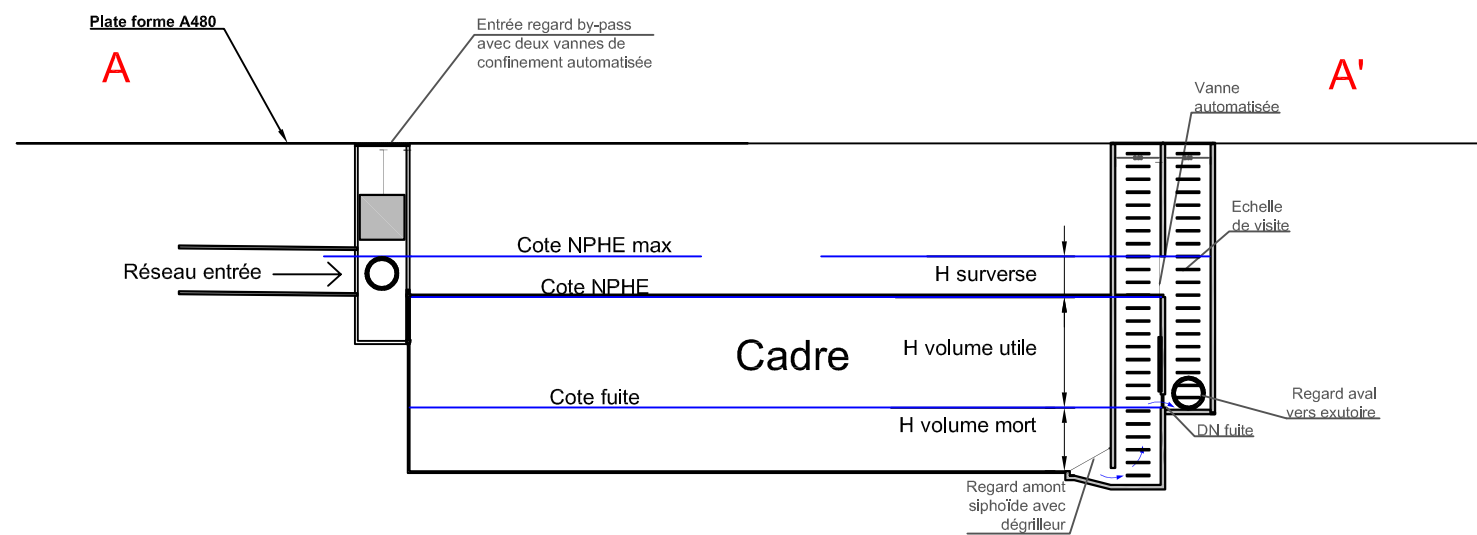 Plate forme A480
A
Entrée regard by-pass
avec deux vannes de
confinement automatisée
A'
Vanne
automatisée
Echelle
de visite
Cote NPHE max
Réseau entrée
H surverse
Cote NPHE
Cadre
H volume utile
Cote fuite
Regard aval
vers exutoire
H volume mort
DN fuite
Regard amont
siphoïde avec
dégrilleur